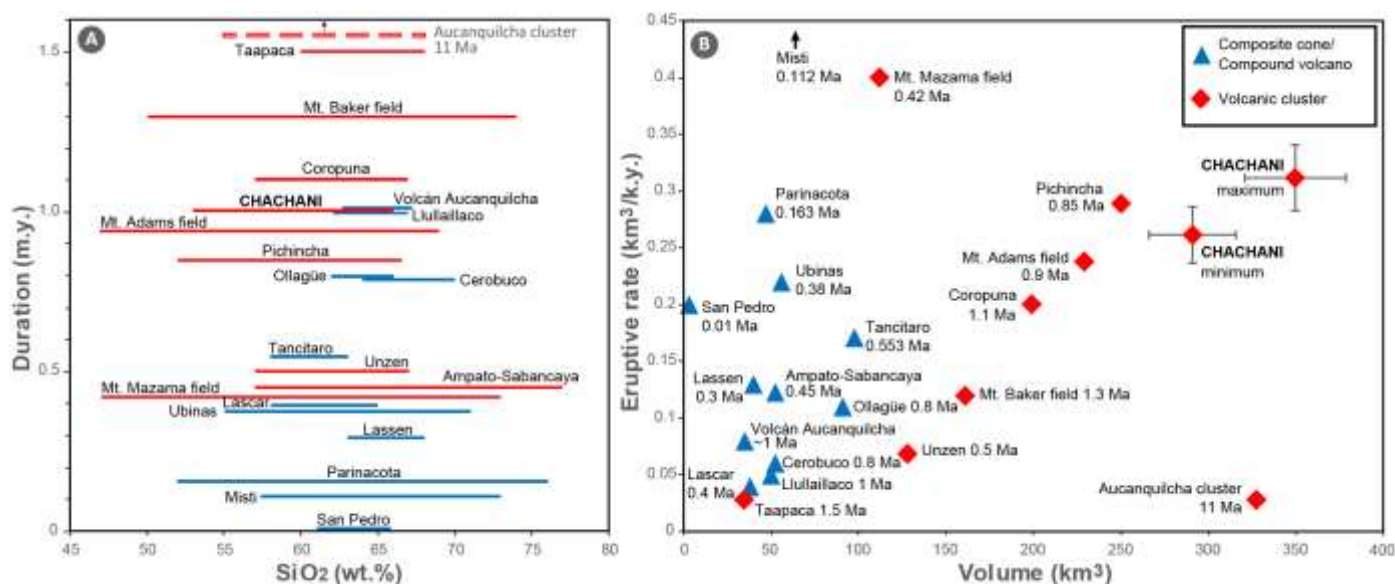 A
Aucanquilcha cluster
11 Ma
Taapaca
Mt. Baker field
Coropuna
CHACHANI
Volcán Aucanquilcha
Llullaillaco
Mt. Adams field
Pichincha
Ollagüe
Cerobuco
Tancitaro
Unzen
Ampato-Sabancaya
Mt. Mazama field
Lascar
Ubinas
Lassen
Parinacota
Misti
San Pedro
Duration (m.y.)
1.5
1.0
0.5
0
45 50 55 60 65 70 75 80
SiO2 (wt.%)
B
Misti
0.112 Ma
Mt. Mazama field
0.42 Ma
Composite cone/
Compound volcano
Volcanic cluster
CHACHANI
maximum
Parinacota
0.163 Ma
Pichincha
0.85 Ma
CHACHANI
minimum
Mt. Adams field
0.9 Ma
Ubinas
0.38 Ma
Coropuna
1.1 Ma
San Pedro
0.01 Ma
Tancitaro
0.553 Ma
Lassen
0.3 Ma
Ampato-Sabancaya
0.45 Ma
Ollagüe 0.8 Ma
Mt. Baker field 1.3 Ma
Volcán Aucanquilcha
~1 Ma
Unzen 0.5 Ma
Cerobuco 0.8 Ma
Lascar
0.4 Ma
Llullaillaco 1 Ma
Taapaca 1.5 Ma
Aucanquilcha cluster
11 Ma
Eruptive rate (km³/k.y.)
0.45
0.4
0.35
0.3
0.25
0.2
0.15
0.1
0.05
0
0 50 100 150 200 250 300 350 400
Volume (km³)